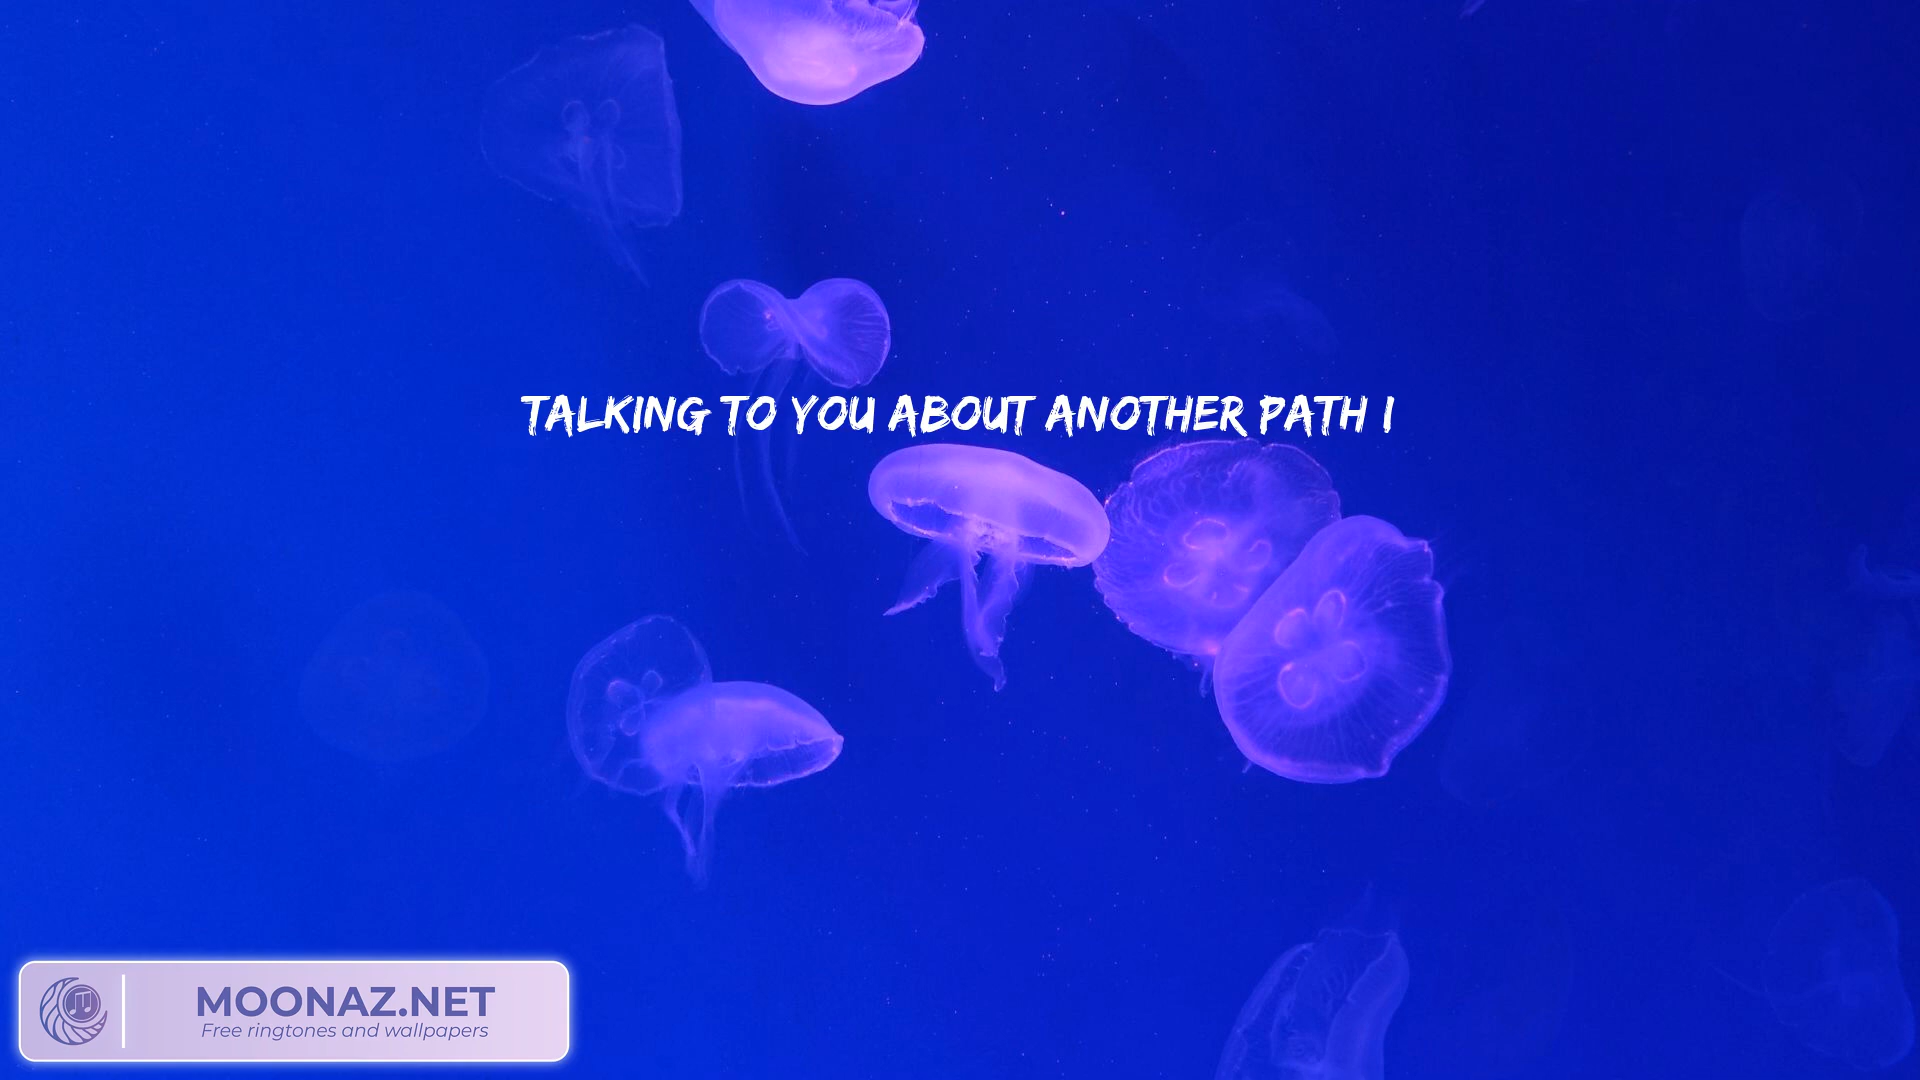 TALKING TO YOU ABOUT ANOTHER PATH I
MOONAZ.NET
Free ringtones and wallpapers